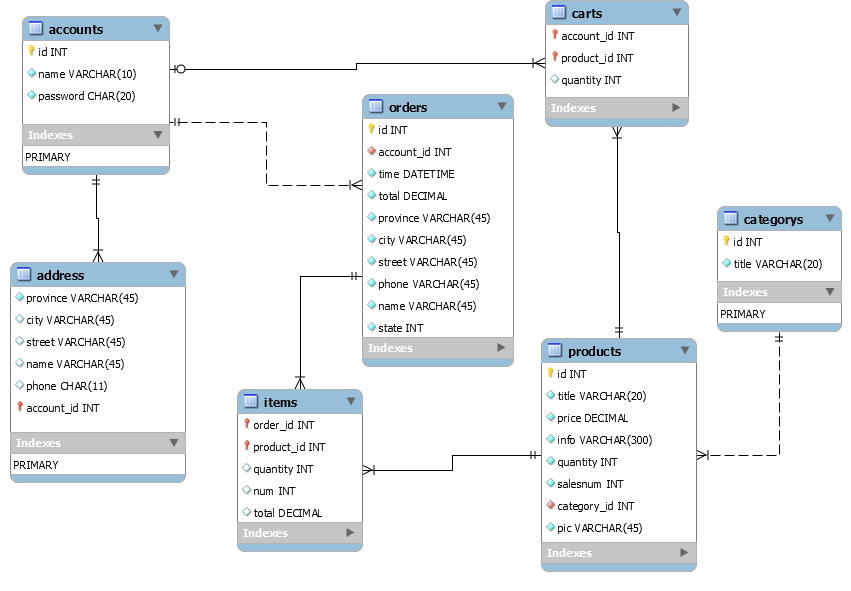 accounts
id INT
name VARCHAR(10)
password CHAR(20)
Indexes
PRIMARY
carts
account_id INT
product_id INT
quantity INT
Indexes
orders
id INT
account_id INT
time DATETIME
total DECIMAL
province VARCHAR(45)
city VARCHAR(45)
street VARCHAR(45)
phone VARCHAR(45)
name VARCHAR(45)
state INT
Indexes
categorys
id INT
title VARCHAR(20)
Indexes
PRIMARY
address
province VARCHAR(45)
city VARCHAR(45)
street VARCHAR(45)
name VARCHAR(45)
phone CHAR(11)
account_id INT
Indexes
PRIMARY
products
id INT
title VARCHAR(20)
price DECIMAL
info VARCHAR(300)
quantity INT
salesnum INT
category_id INT
pic VARCHAR(45)
Indexes
items
order_id INT
product_id INT
quantity INT
num INT
total DECIMAL
Indexes